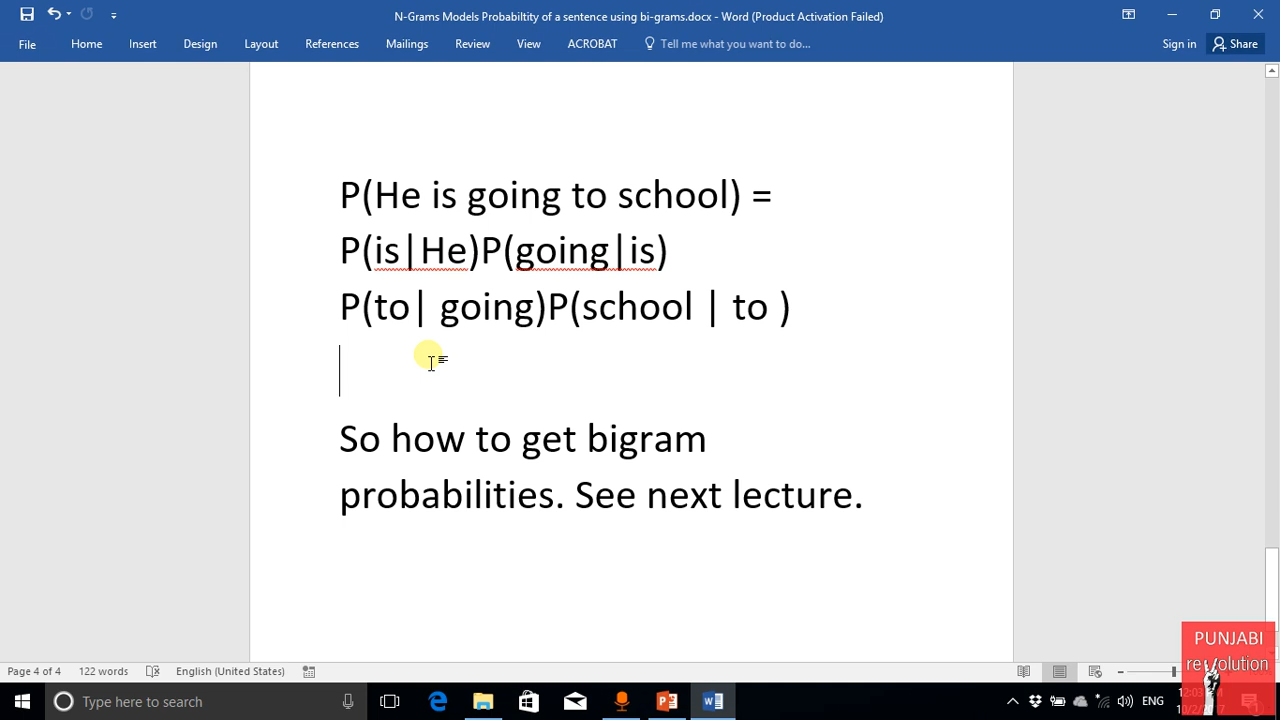 N-Grams Models Probabiltity of a sentence using bi-grams.docx - Word (Product Activation Failed)
File Home Insert Design Layout References Mailings Review View ACROBAT Tell me what you want to do... Sign in Share
P(He is going to school) =
P(is|He)P(going|is)
P(to| going)P(school | to )
So how to get bigram
probabilities. See next lecture.
PUNJABI
revolution
Page 4 of 4 122 words English (United States)
Type here to search
ENG